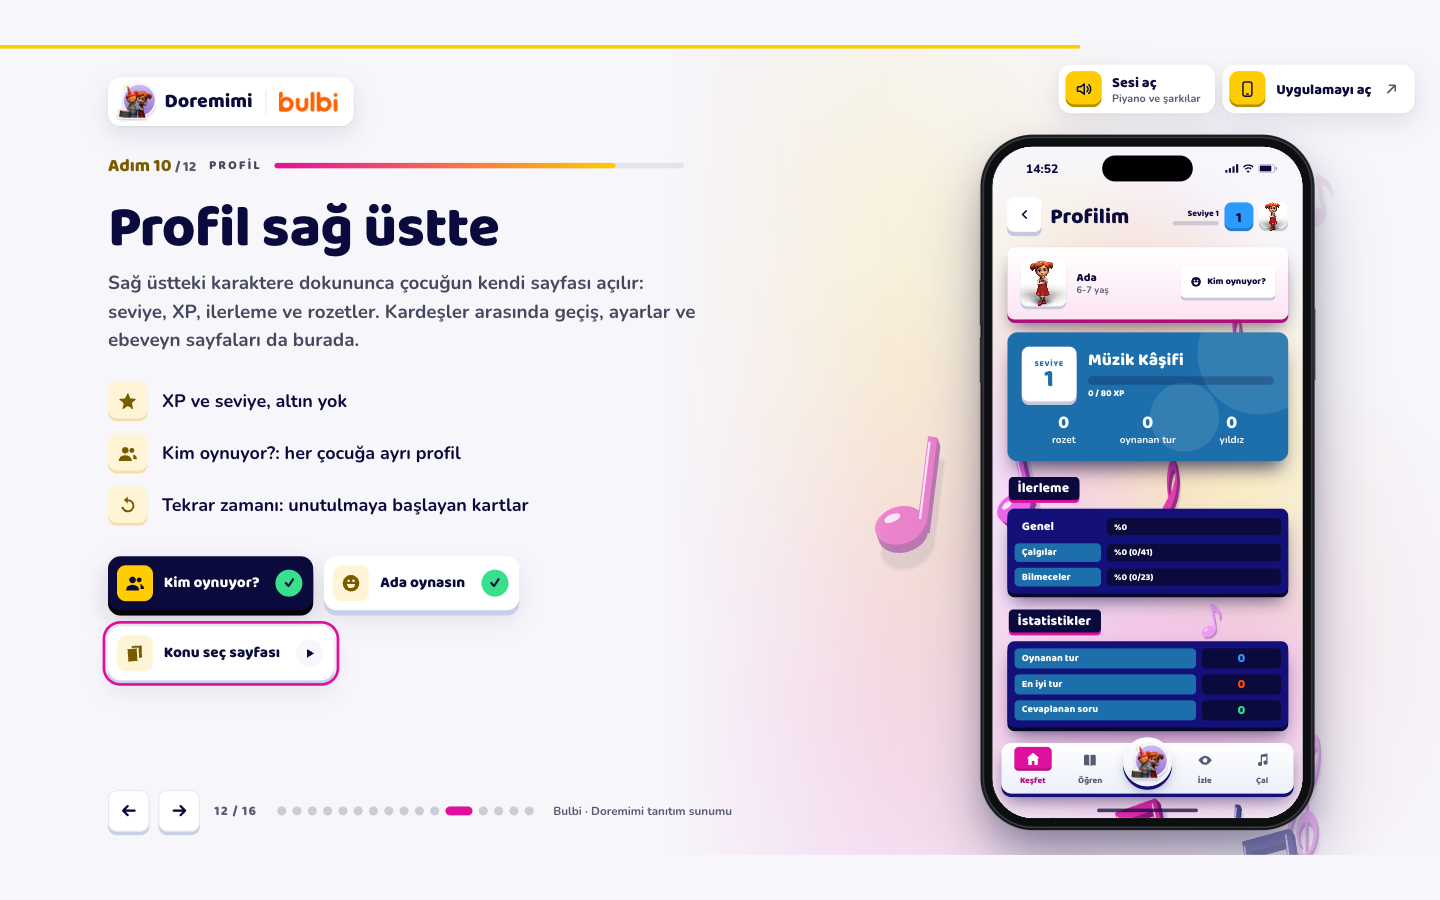 Doremimi
bulbi
Sesi aç
Piyano ve şarkılar
Uygulamayı aç
Adım 10 / 12 PROFİL
Profil sağ üstte
Sağ üstteki karaktere dokununca çocuğun kendi sayfası açılır:
seviye, XP, ilerleme ve rozetler. Kardeşler arasında geçiş, ayarlar ve
ebeveyn sayfaları da burada.
XP ve seviye, altın yok
Kim oynuyor?: her çocuğa ayrı profil
Tekrar zamanı: unutulmaya başlayan kartlar
Kim oynuyor?
Ada oynasın
Konu seç sayfası
12 / 16
Bulbi · Doremimi tanıtım sunumu
14:52
Profilim
Seviye 1
1
Ada
6-7 yaş
Kim oynuyor?
SEVİYE
1
Müzik Kâşifi
0 / 80 XP
0 0 0
rozet oynanan tur yıldız
İlerleme
Genel %0
Çalgılar %0 (0/41)
Bilmeceler %0 (0/23)
İstatistikler
Oynanan tur 0
En iyi tur 0
Cevaplanan soru 0
Keşfet Öğren İzle Çal